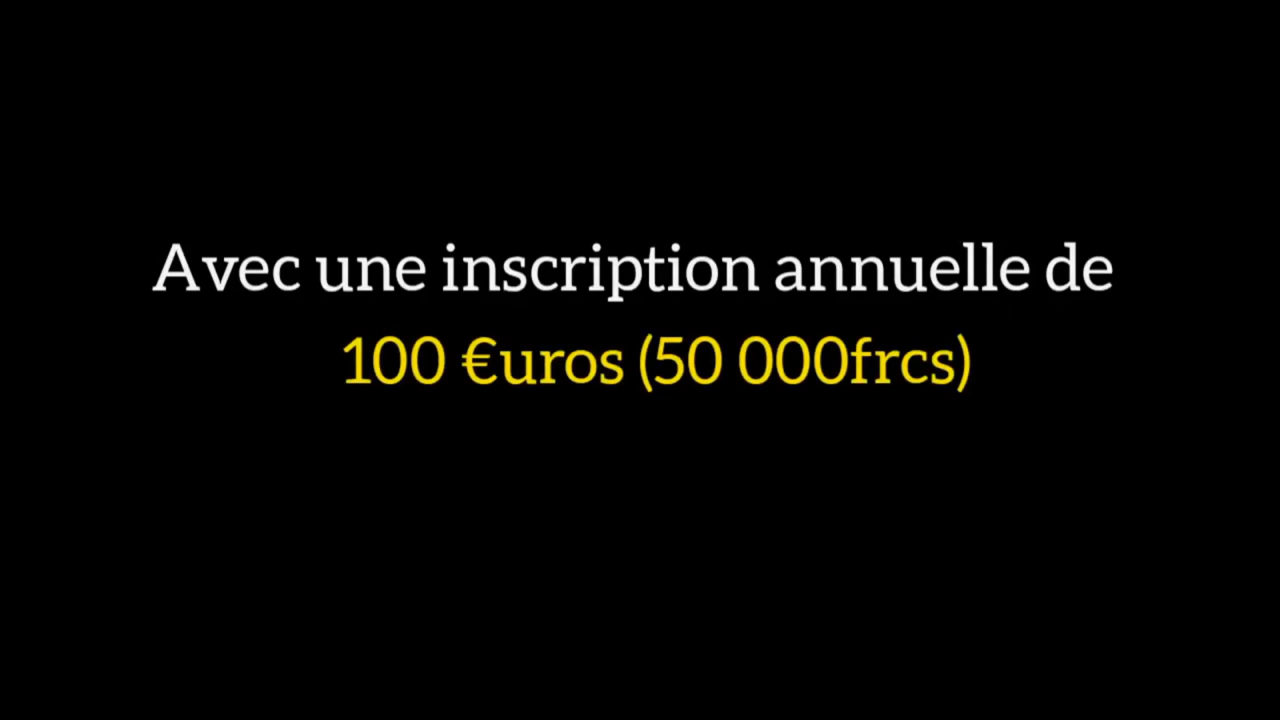 Avec une inscription annuelle de
100 €uros (50 000frcs)